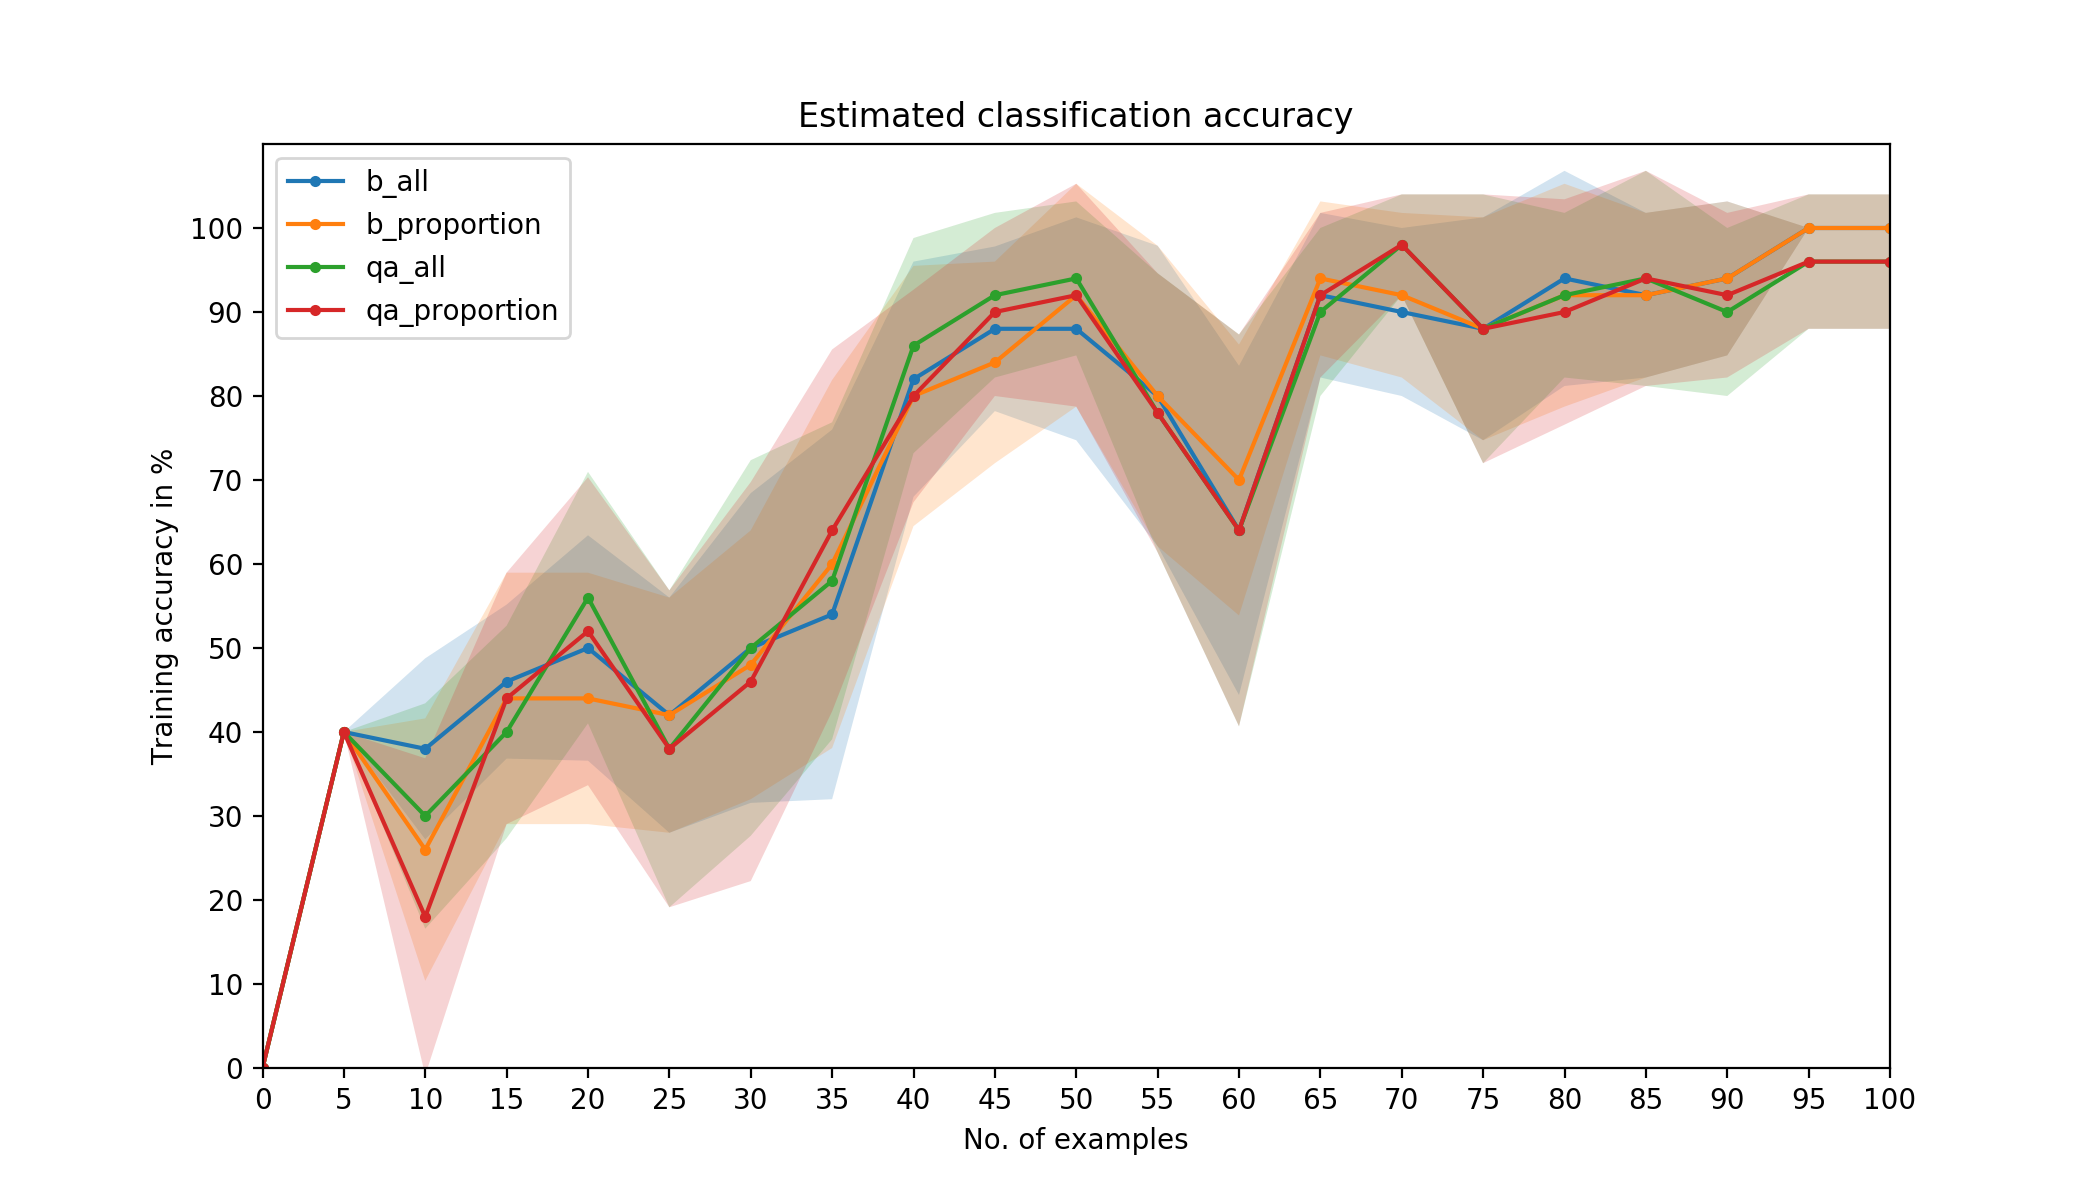 Estimated classification accuracy
b_all
b_proportion
qa_all
qa_proportion
Training accuracy in %
100
90
80
70
60
50
40
30
20
10
0
0 5 10 15 20 25 30 35 40 45 50 55 60 65 70 75 80 85 90 95 100
No. of examples